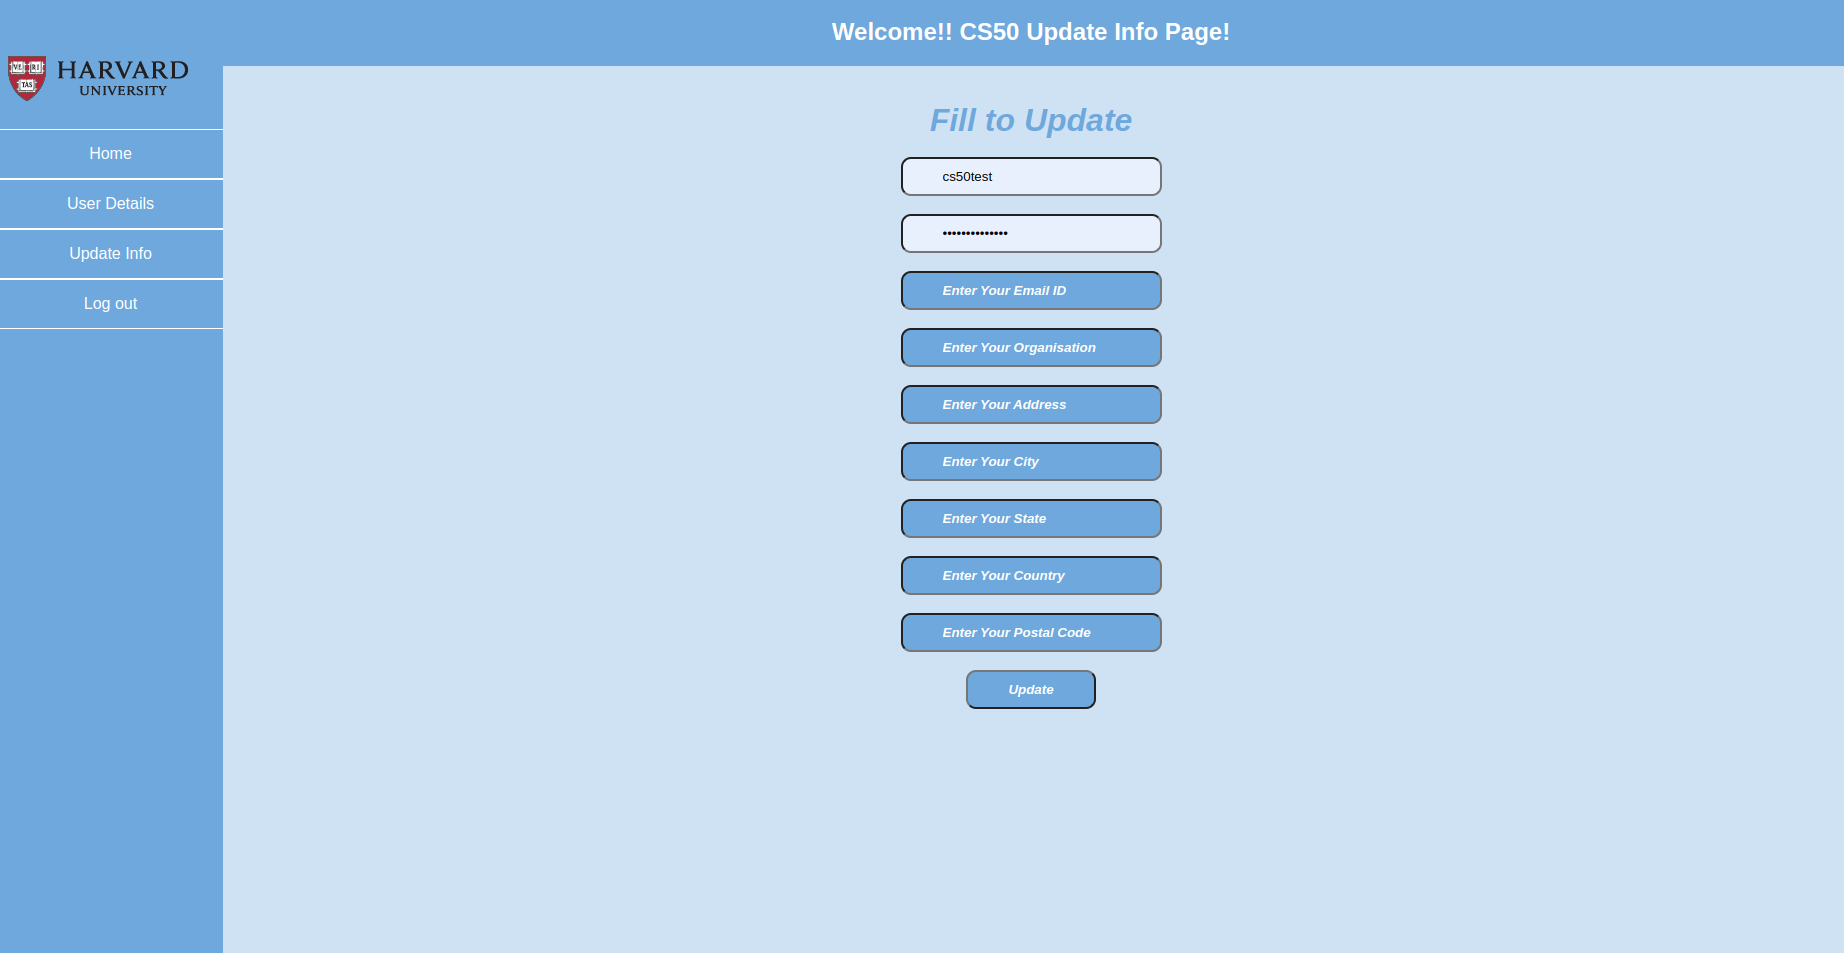 Welcome!! CS50 Update Info Page!
VE RI
TAS
HARVARD
UNIVERSITY
Home
User Details
Update Info
Log out
Fill to Update
cs50test
••••••••••••••
Enter Your Email ID
Enter Your Organisation
Enter Your Address
Enter Your City
Enter Your State
Enter Your Country
Enter Your Postal Code
Update